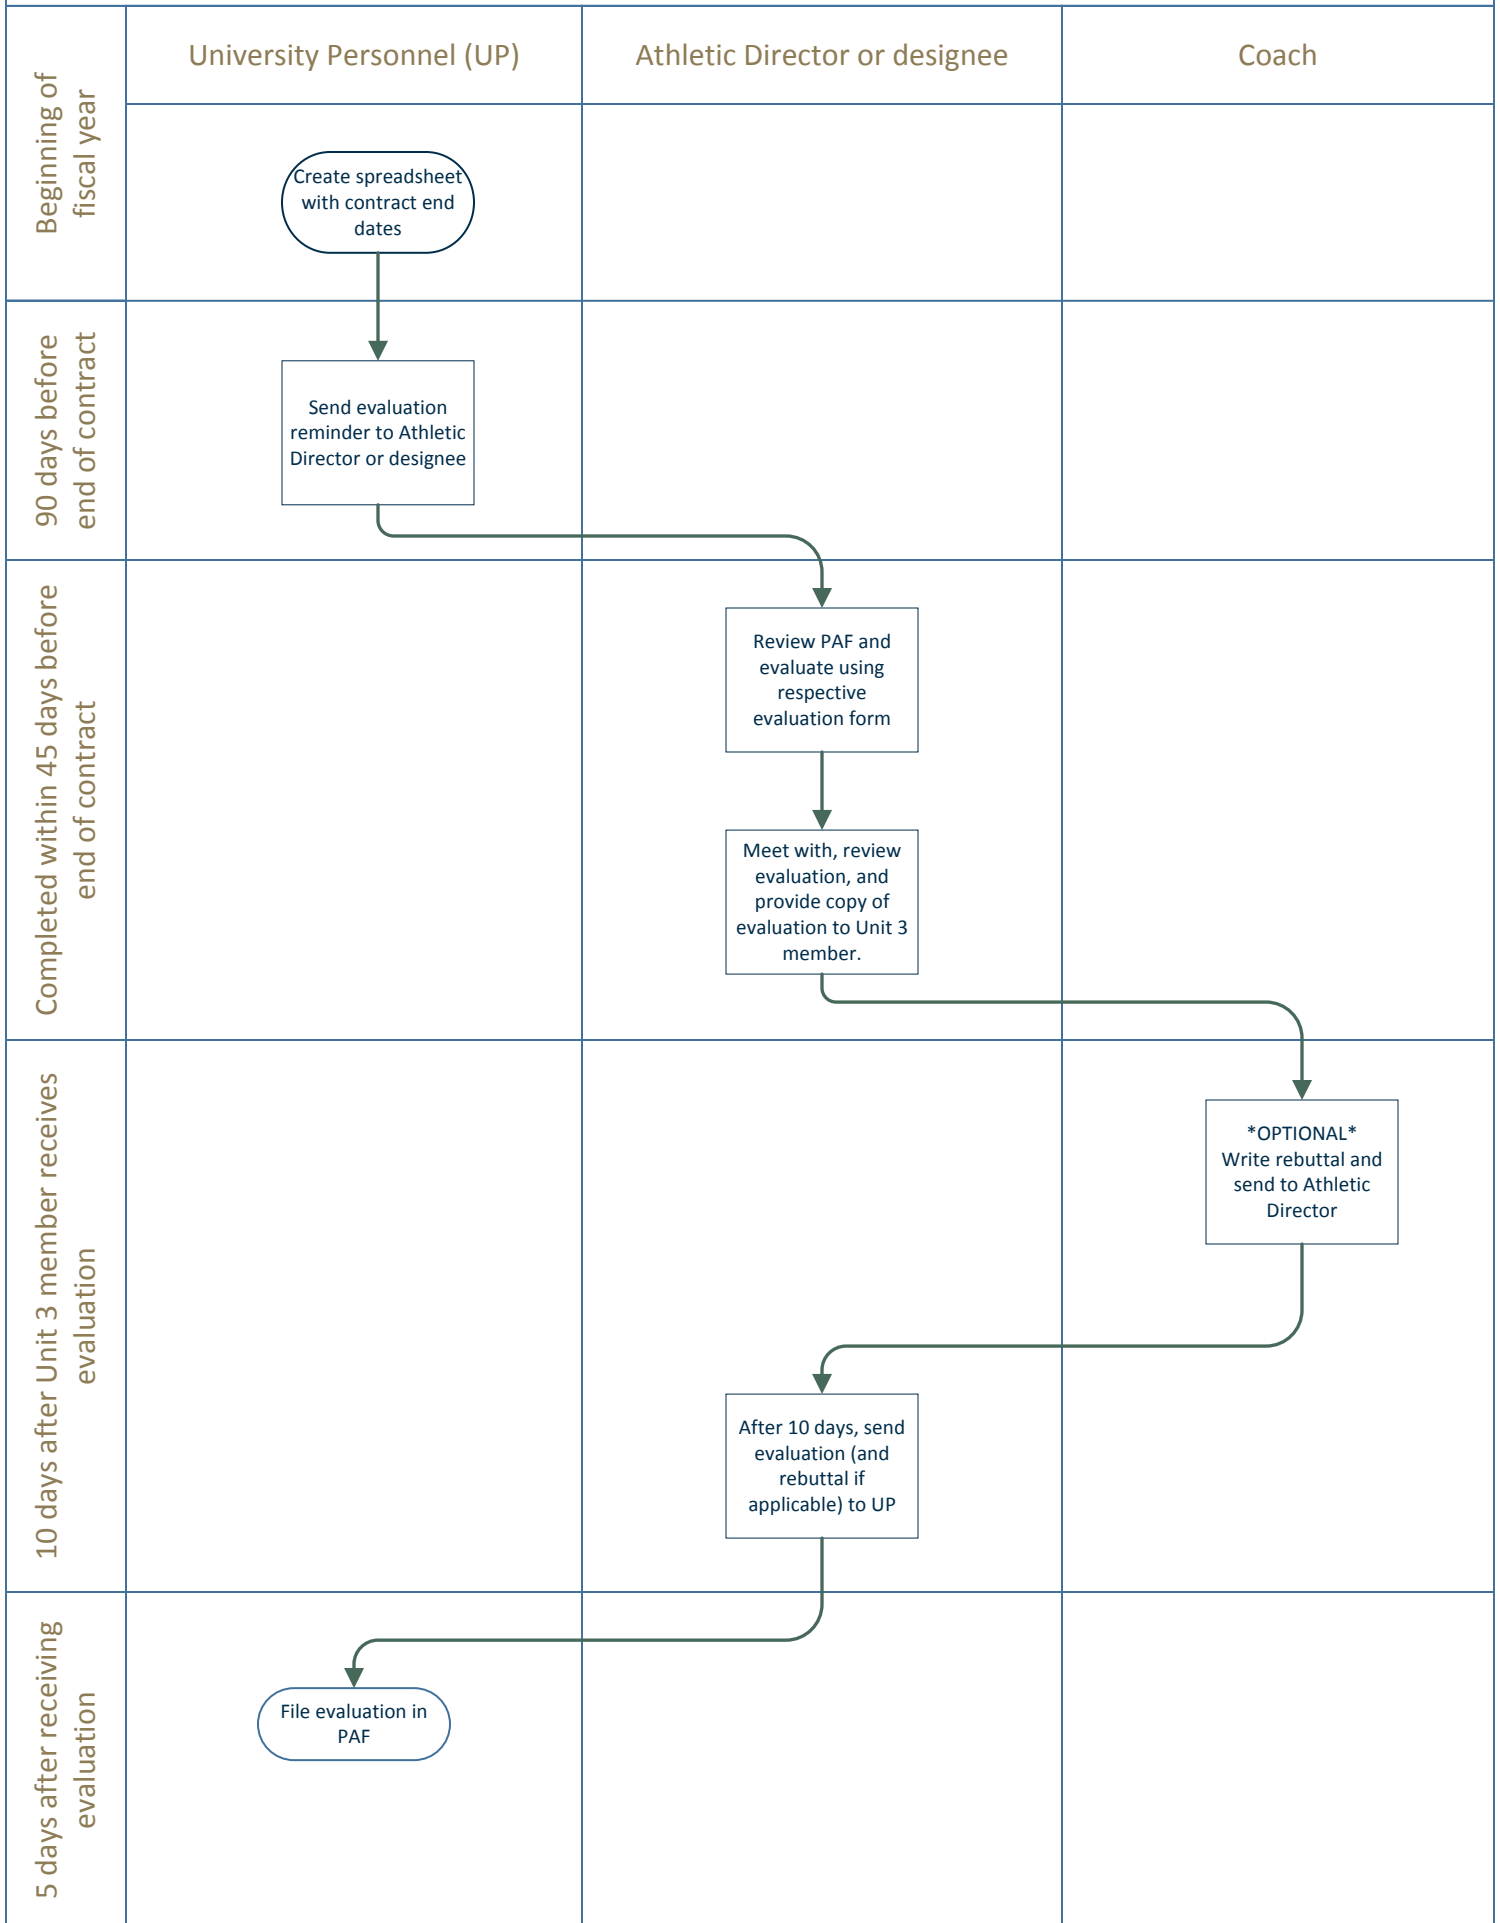 University Personnel (UP)
Athletic Director or designee
Coach
Beginning of
fiscal year
Create spreadsheet
with contract end
dates
90 days before
end of contract
Send evaluation
reminder to Athletic
Director or designee
Completed within 45 days before
end of contract
Review PAF and
evaluate using
respective
evaluation form
Meet with, review
evaluation, and
provide copy of
evaluation to Unit 3
member.
10 days after Unit 3 member receives
evaluation
*OPTIONAL*
Write rebuttal and
send to Athletic
Director
After 10 days, send
evaluation (and
rebuttal if
applicable) to UP
5 days after receiving
evaluation
File evaluation in
PAF